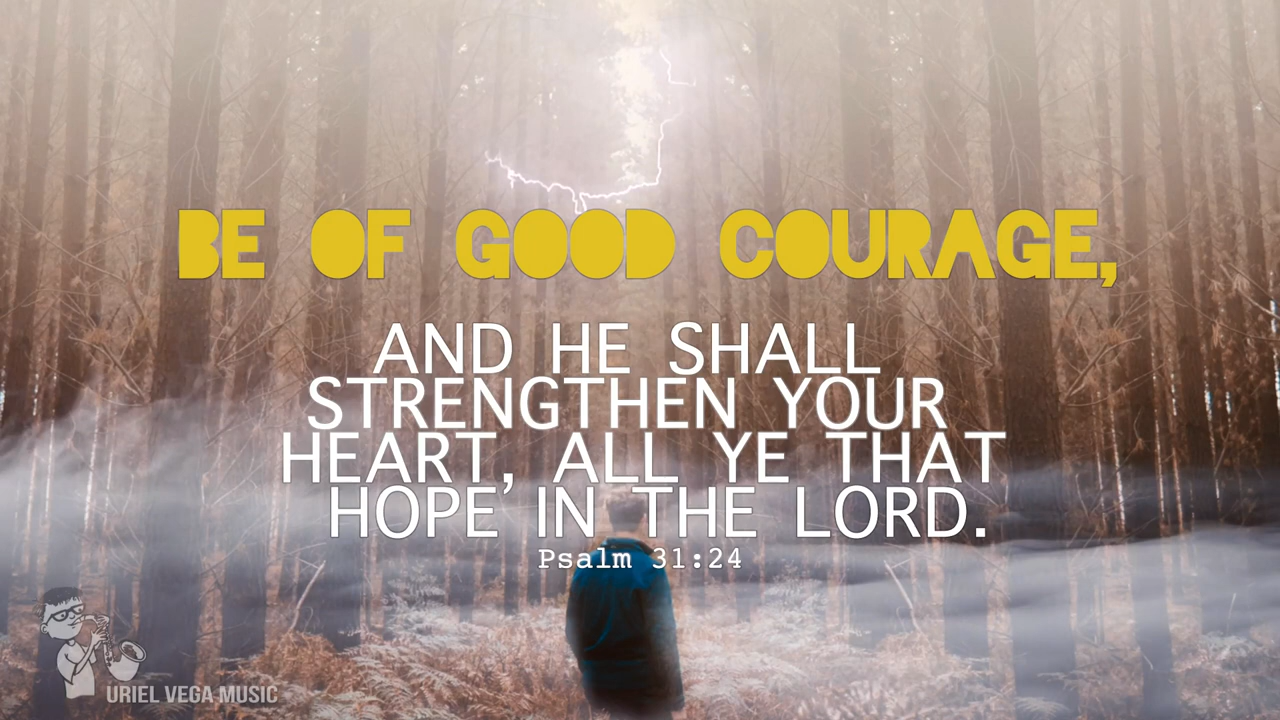 BE OF GOOD COURAGE,
AND HE SHALL
STRENGTHEN YOUR
HEART, ALL YE THAT
HOPE IN THE LORD.
Psalm 31:24
URIEL VEGA MUSIC